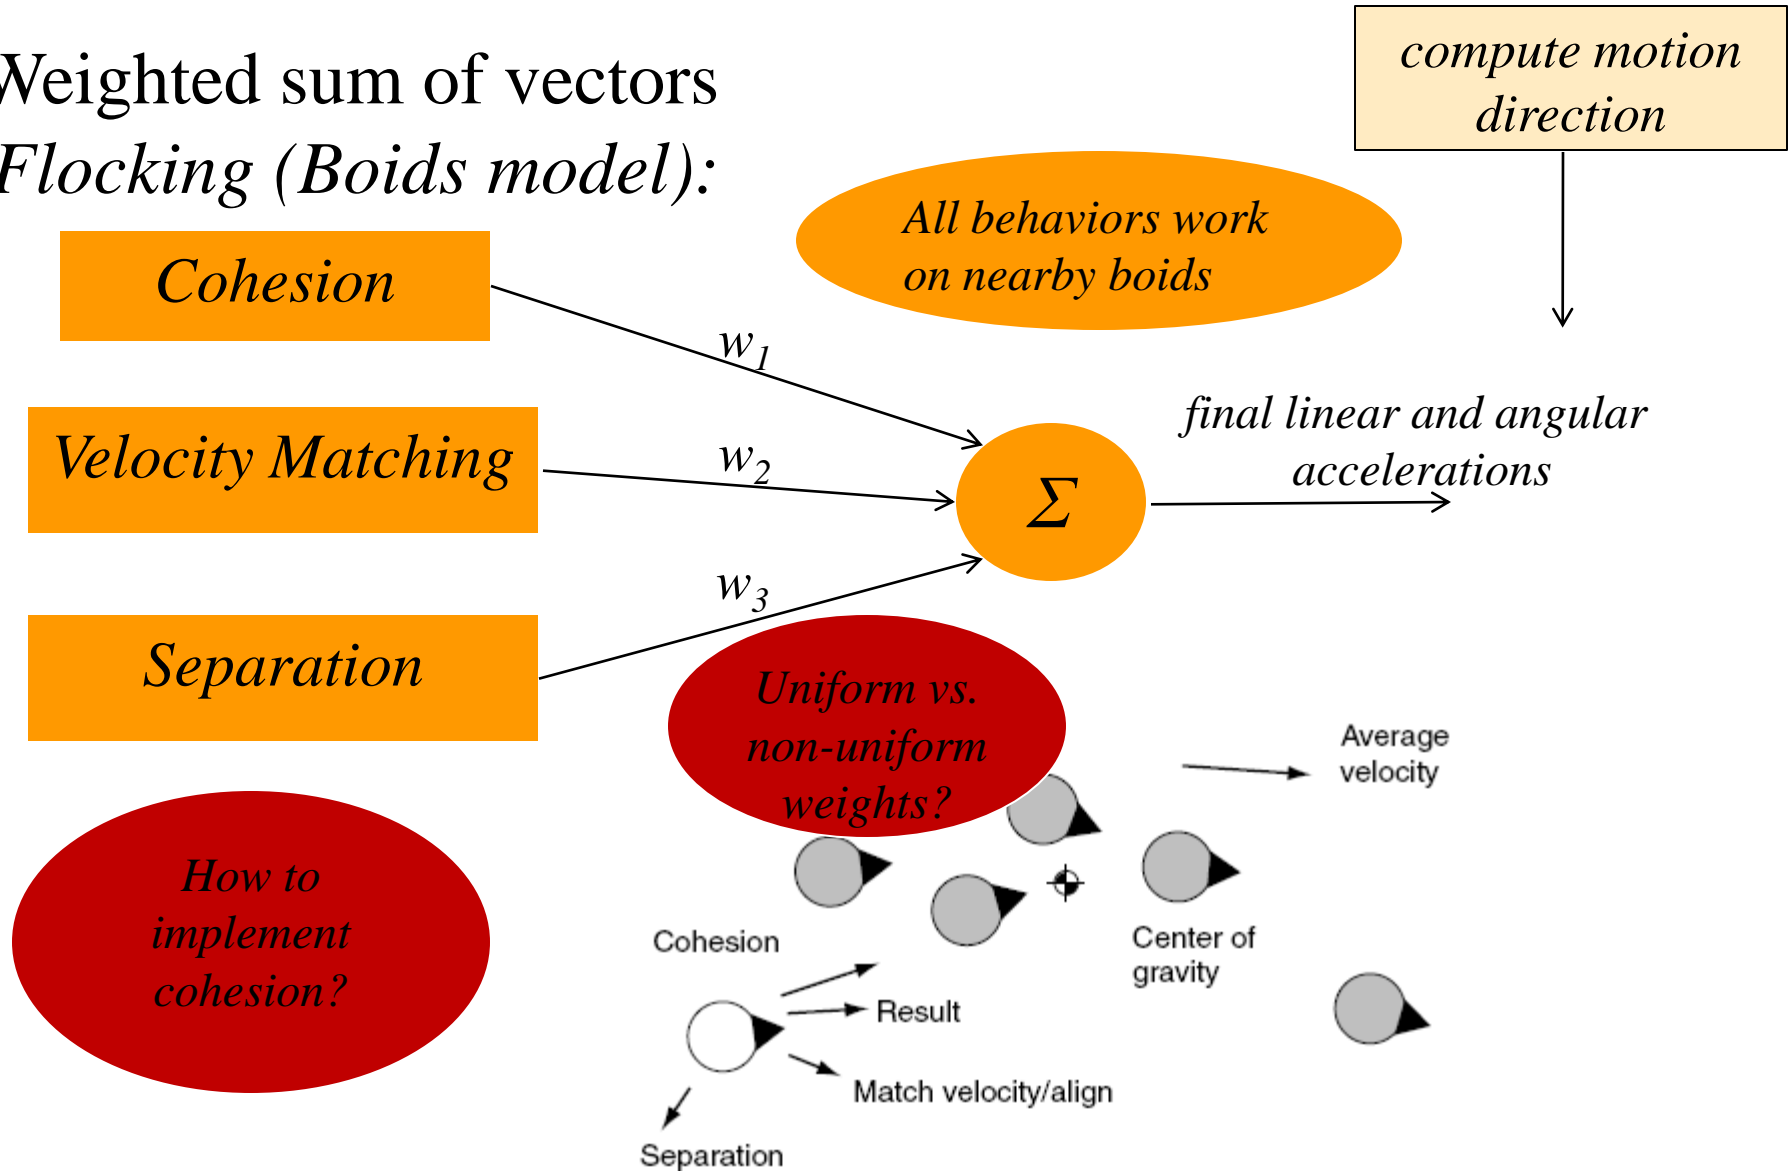 Weighted sum of vectors
Flocking (Boids model):
compute motion
direction
All behaviors work
on nearby boids
Cohesion
w1
Velocity Matching
w2
final linear and angular
accelerations
Σ
Separation
w3
Uniform vs.
non-uniform
weights?
How to
implement
cohesion?
Average
velocity
Cohesion
Center of
gravity
Result
Match velocity/align
Separation